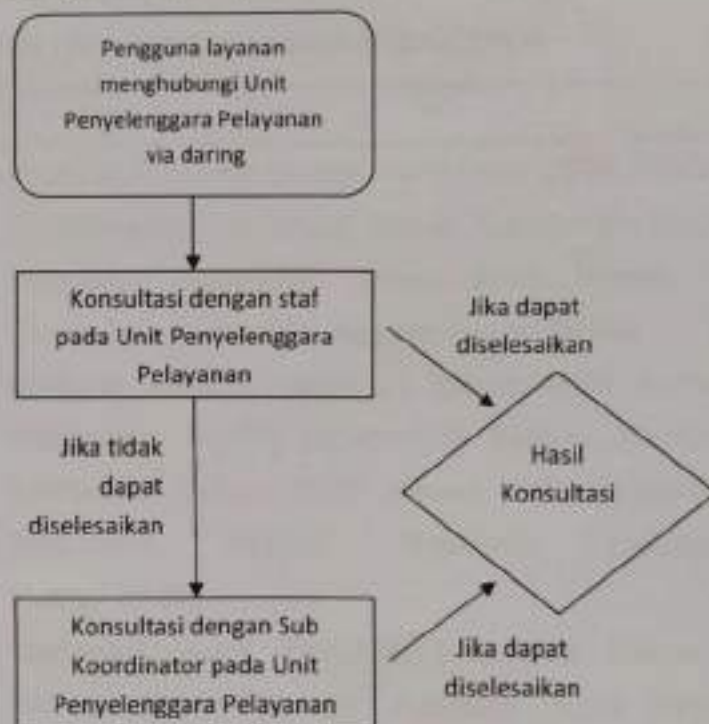 Pengguna layanan
menghubungi Unit
Penyelenggara Pelayanan
via daring
Konsultasi dengan staf
pada Unit Penyelenggara
Pelayanan
Jika dapat
diselesaikan
Jika tidak
dapat
diselesaikan
Hasil
Konsultasi
Konsultasi dengan Sub
Koordinator pada Unit
Penyelenggara Pelayanan
Jika dapat
diselesaikan